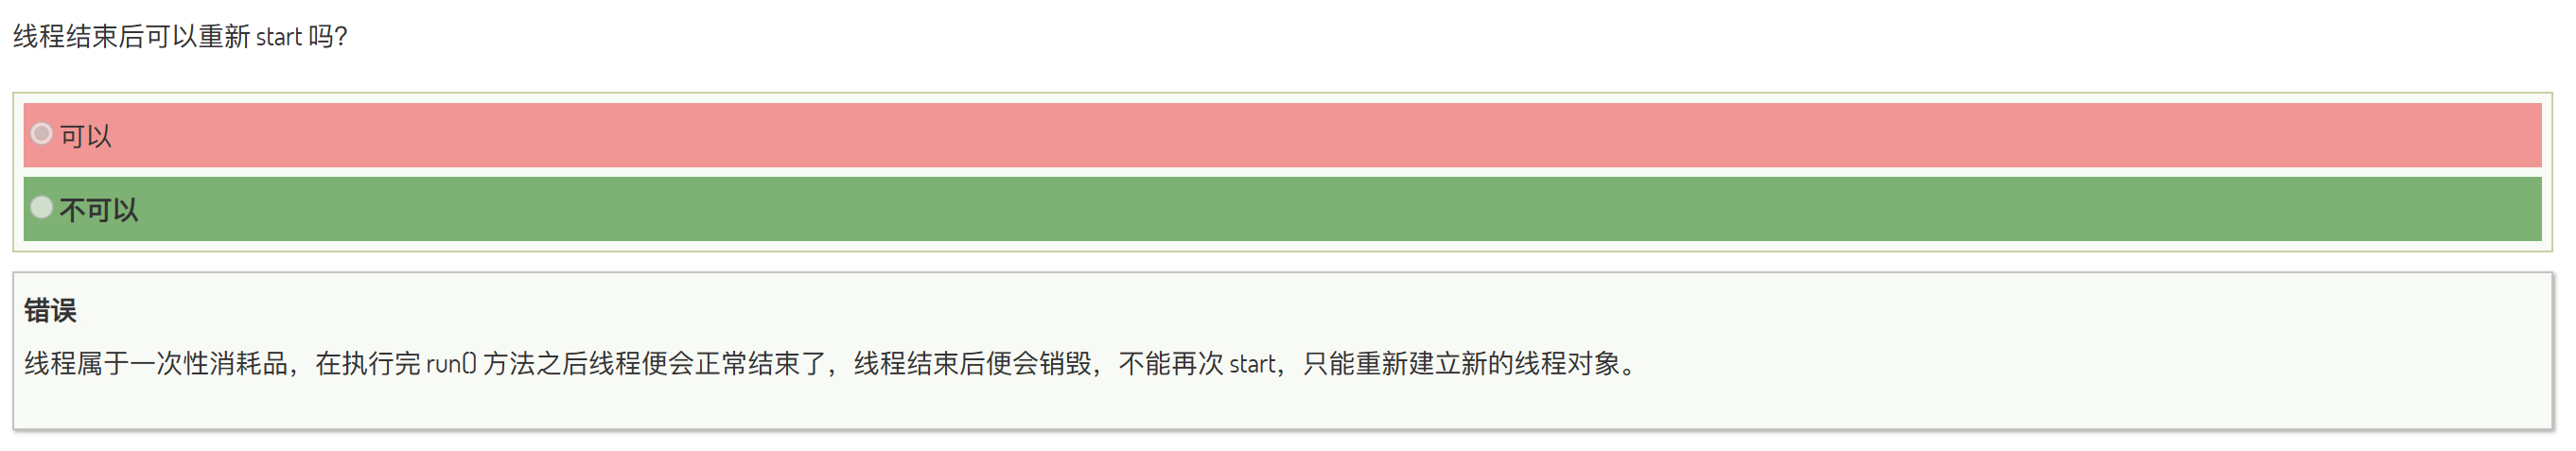 线程结束后可以重新 start 吗？
可以
不可以
错误
线程属于一次性消耗品，在执行完 run() 方法之后线程便会正常结束了，线程结束后便会销毁，不能再次 start，只能重新建立新的线程对象。